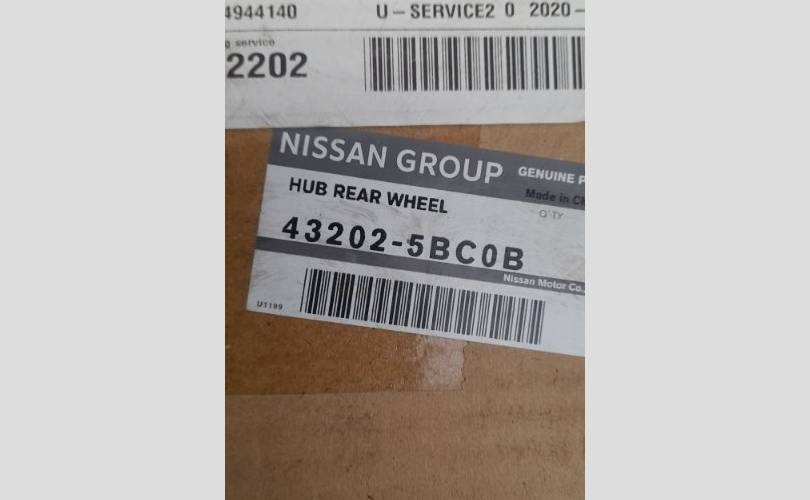 4944140 U-SERVICE2 0 2020-
g service
2202
NISSAN GROUP GENUINE P
HUB REAR WHEEL Made in CH
Q'TY
43202-5BC0B
Nissan Motor Co.,
U1199